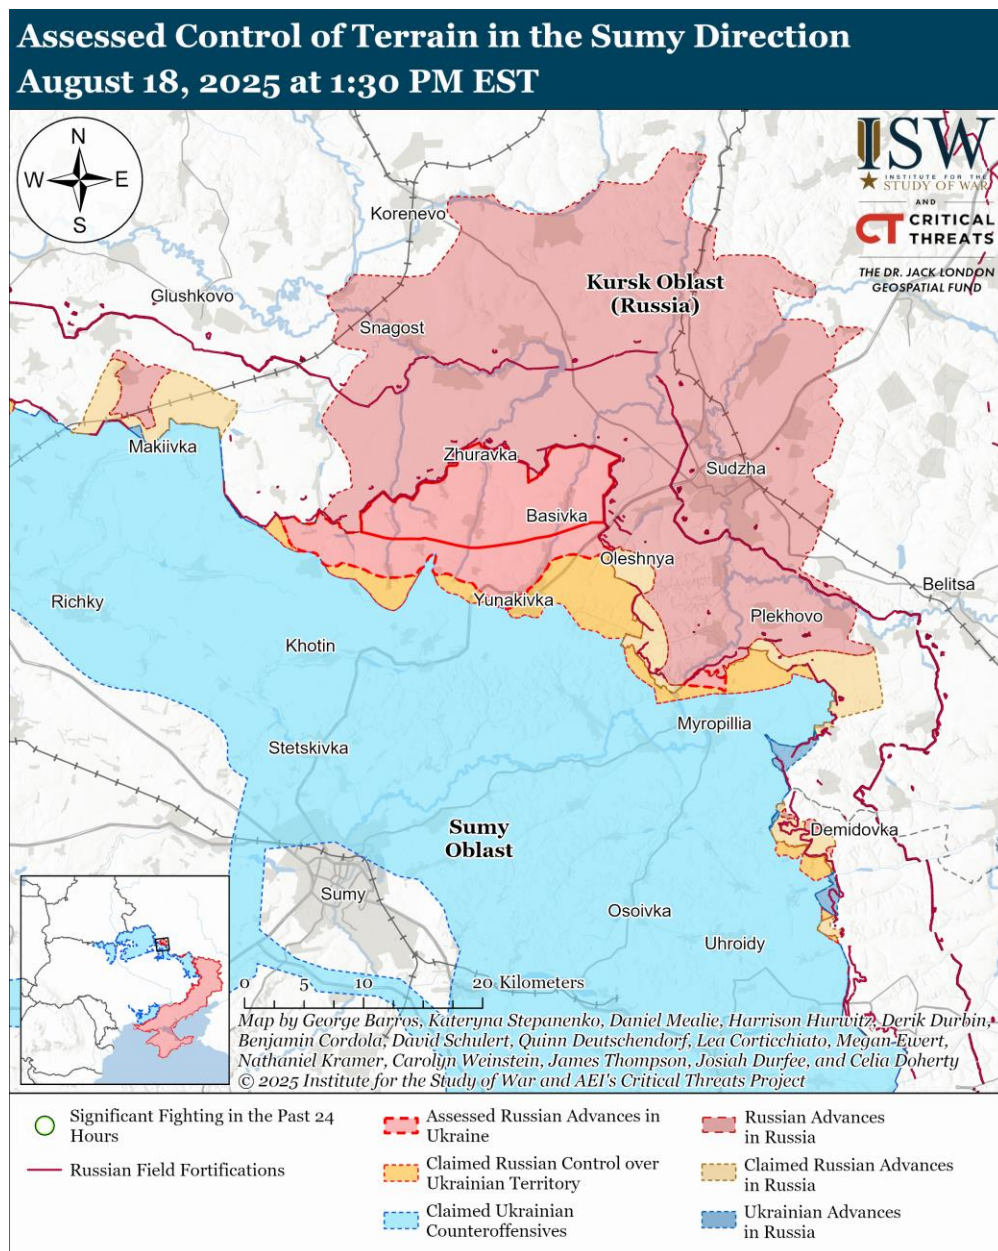 Assessed Control of Terrain in the Sumy Direction
August 18, 2025 at 1:30 PM EST
N
W
E
S
ISW
INSTITUTE FOR THE
STUDY OF WAR
AND
CT CRITICAL
THREATS
THE DR. JACK LONDON
GEOSPATIAL FUND
Korenevo
Kursk Oblast
(Russia)
Glushkovo
Snagost
Makiivka
Zhuravka
Sudzha
Basivka
Oleshnya
Belitsa
Richky
Yunakivka
Plekhovo
Khotin
Myropillia
Stetskivka
Sumy
Oblast
Demidovka
Sumy
Osoivka
Uhroidy
0 5 10 20 Kilometers
Map by George Barros, Kateryna Stepanenko, Daniel Mealie, Harrison Hurwitz, Derik Durbin,
Benjamin Cordola, David Schulert, Quinn Deutschendorf, Lea Corticchiato, Megan Ewert,
Nathaniel Kramer, Carolyn Weinstein, James Thompson, Josiah Durfee, and Celia Doherty
© 2025 Institute for the Study of War and AEI's Critical Threats Project
Significant Fighting in the Past 24
Hours
Russian Field Fortifications
Assessed Russian Advances in
Ukraine
Claimed Russian Control over
Ukrainian Territory
Claimed Ukrainian
Counteroffensives
Russian Advances
in Russia
Claimed Russian Advances
in Russia
Ukrainian Advances
in Russia